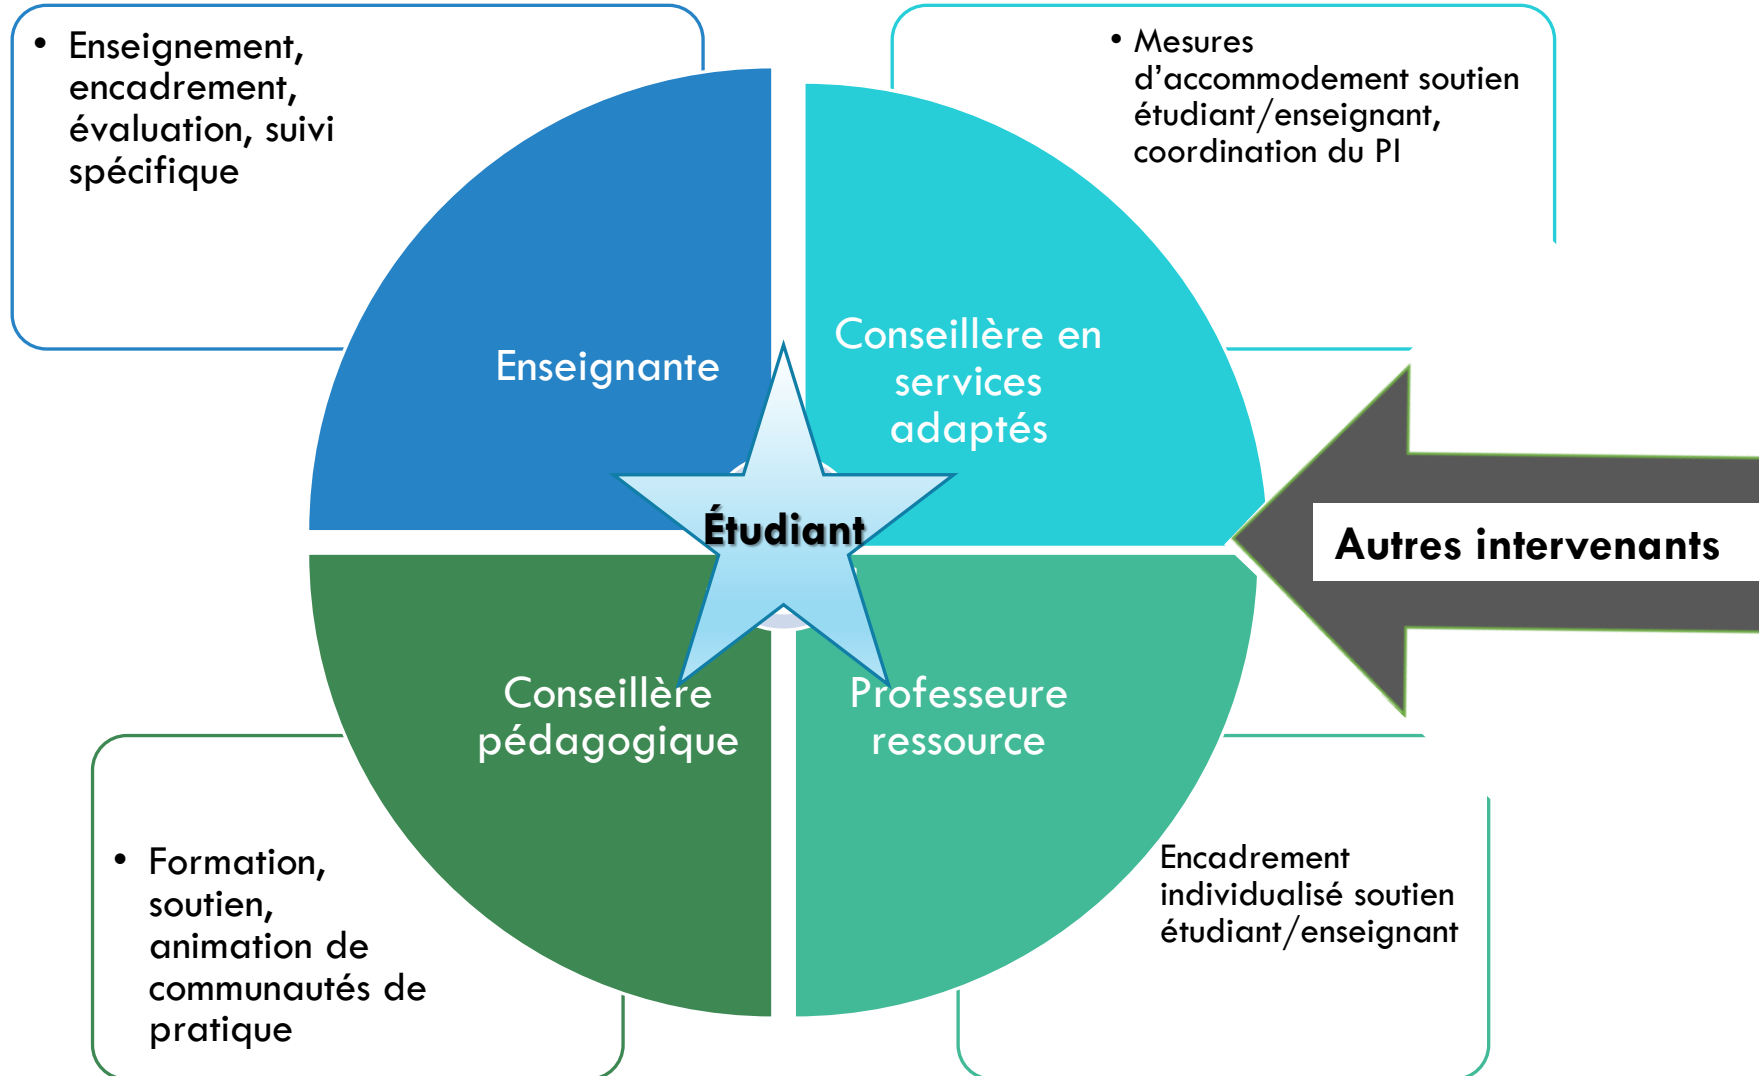 • Enseignement,
encadrement,
évaluation, suivi
spécifique
• Mesures
d’accommodement soutien
étudiant/enseignant,
coordination du PI
Enseignante
Conseillère en
services
adaptés
Étudiant
Autres intervenants
Conseillère
pédagogique
Professeure
ressource
• Formation,
soutien,
animation de
communautés de
pratique
Encadrement
individualisé soutien
étudiant/enseignant